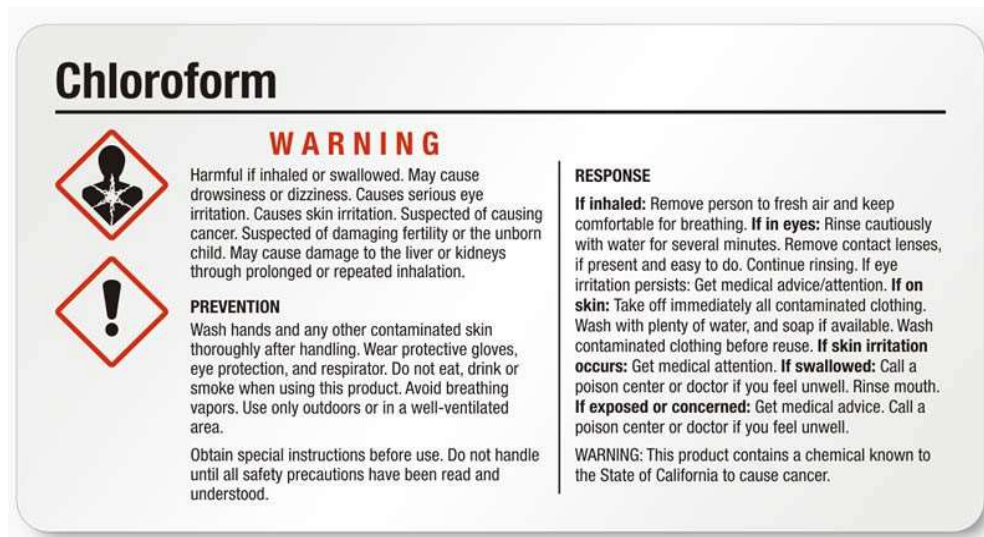 Chloroform
WARNING
Harmful if inhaled or swallowed. May cause
drowsiness or dizziness. Causes serious eye
irritation. Causes skin irritation. Suspected of causing
cancer. Suspected of damaging fertility or the unborn
child. May cause damage to the liver or kidneys
through prolonged or repeated inhalation.
PREVENTION
Wash hands and any other contaminated skin
thoroughly after handling. Wear protective gloves,
eye protection, and respirator. Do not eat, drink or
smoke when using this product. Avoid breathing
vapors. Use only outdoors or in a well-ventilated
area.
Obtain special instructions before use. Do not handle
until all safety precautions have been read and
understood.
RESPONSE
If inhaled: Remove person to fresh air and keep
comfortable for breathing. If in eyes: Rinse cautiously
with water for several minutes. Remove contact lenses,
if present and easy to do. Continue rinsing. If eye
irritation persists: Get medical advice/attention. If on
skin: Take off immediately all contaminated clothing.
Wash with plenty of water, and soap if available. Wash
contaminated clothing before reuse. If skin irritation
occurs: Get medical attention. If swallowed: Call a
poison center or doctor if you feel unwell. Rinse mouth.
If exposed or concerned: Get medical advice. Call a
poison center or doctor if you feel unwell.
WARNING: This product contains a chemical known to
the State of California to cause cancer.